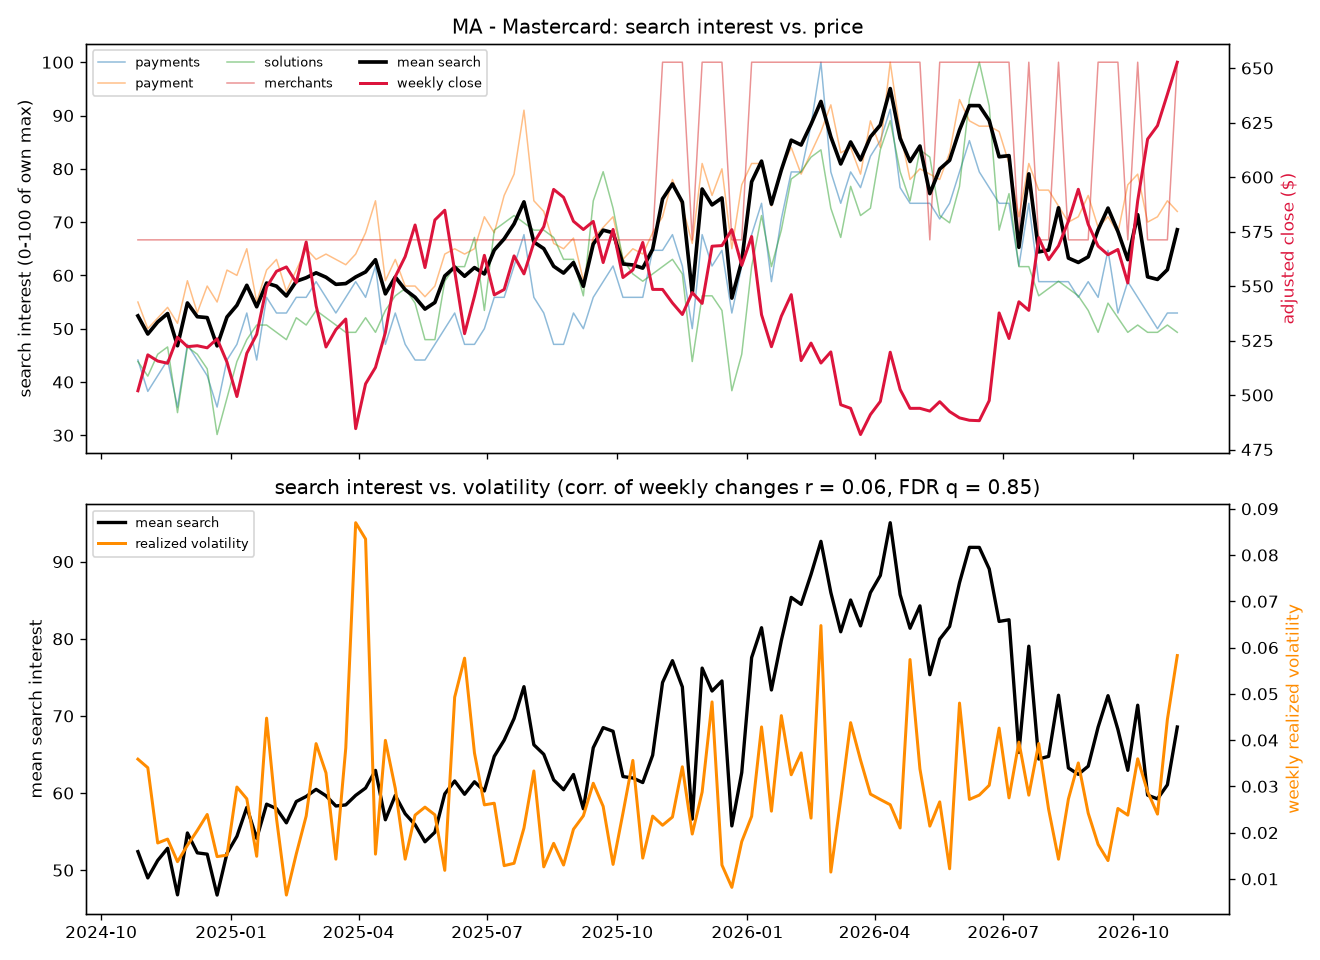 MA - Mastercard: search interest vs. price
payments
payment
solutions
merchants
mean search
weekly close
search interest (0-100 of own max)
100
90
80
70
60
50
40
30
adjusted close ($)
650
625
600
575
550
525
500
475
search interest vs. volatility (corr. of weekly changes r = 0.06, FDR q = 0.85)
mean search
realized volatility
mean search interest
90
80
70
60
50
weekly realized volatility
0.09
0.08
0.07
0.06
0.05
0.04
0.03
0.02
0.01
2024-10
2025-01
2025-04
2025-07
2025-10
2026-01
2026-04
2026-07
2026-10